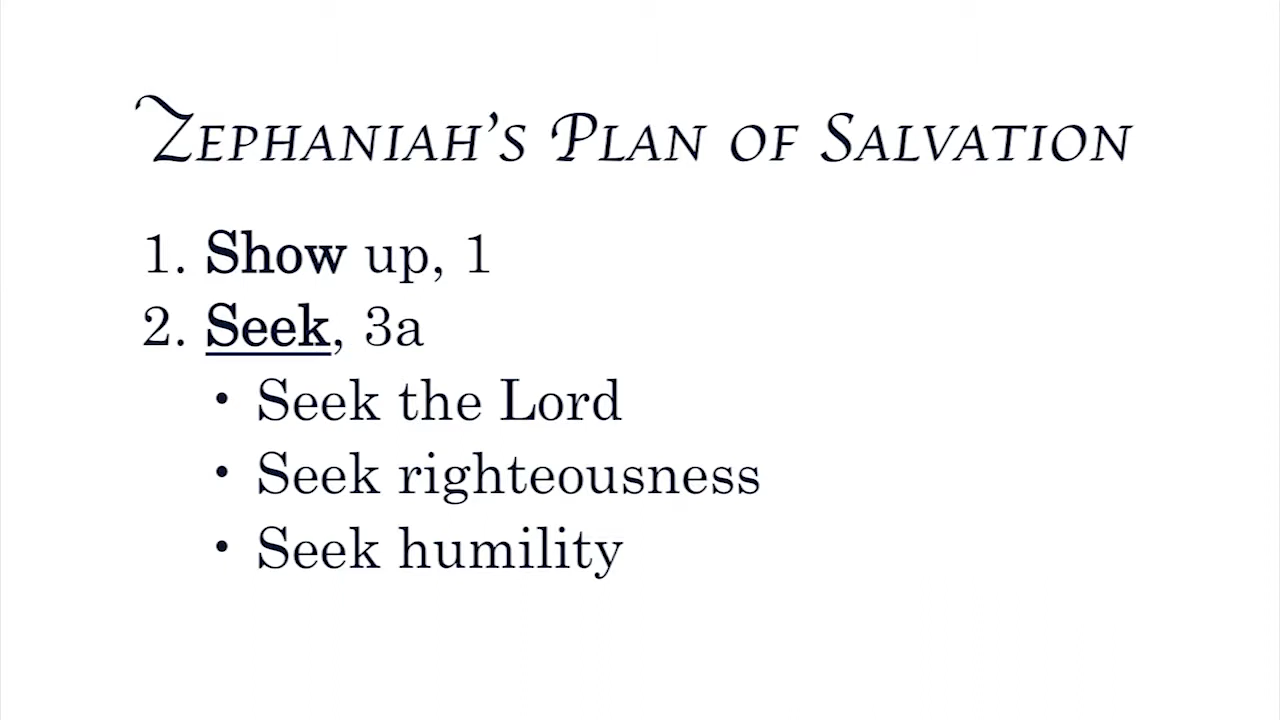 Zephaniah's Plan of Salvation
1. Show up, 1
2. Seek, 3a
• Seek the Lord
• Seek righteousness
• Seek humility